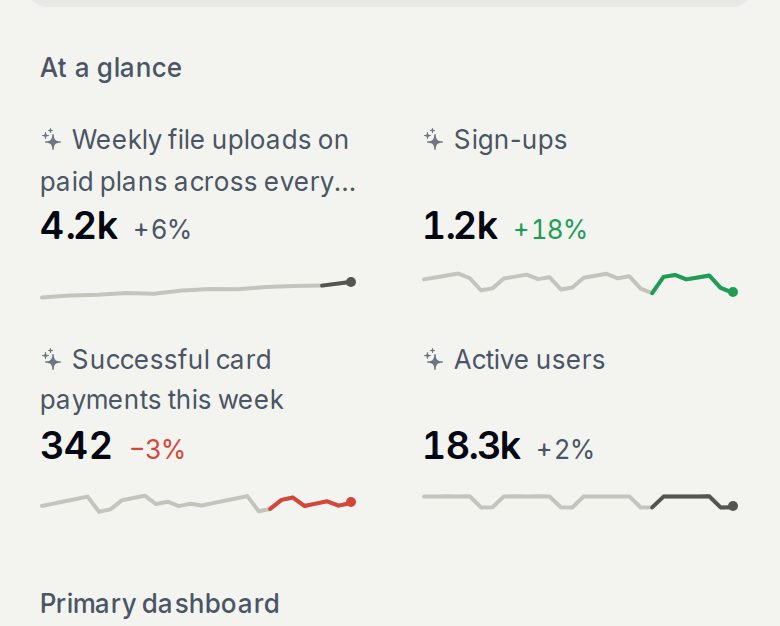 At a glance
Weekly file uploads on
paid plans across every...
4.2k +6%
Sign-ups
1.2k +18%
Successful card
payments this week
342 −3%
Active users
18.3k +2%
Primary dashboard